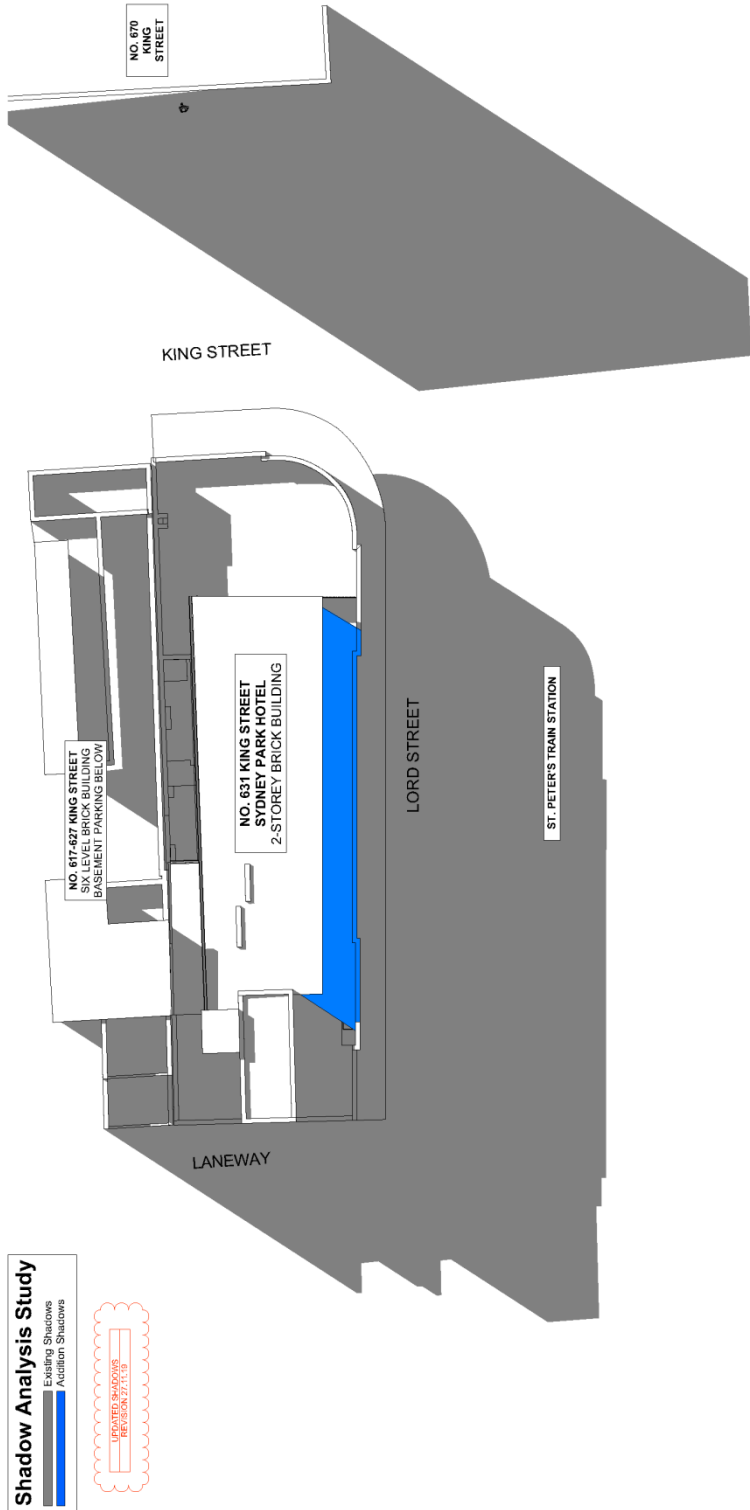 NO. 670
KING
STREET
KING STREET
NO. 617-627 KING STREET
SIX LEVEL BRICK BUILDING
BASEMENT PARKING BELOW
NO. 631 KING STREET
SYDNEY PARK HOTEL
2-STOREY BRICK BUILDING
LORD STREET
ST. PETER'S TRAIN STATION
LANEWAY
Shadow Analysis Study
Existing Shadows
Addition Shadows
UPDATED SHADOWS
REVISION 27.11.19